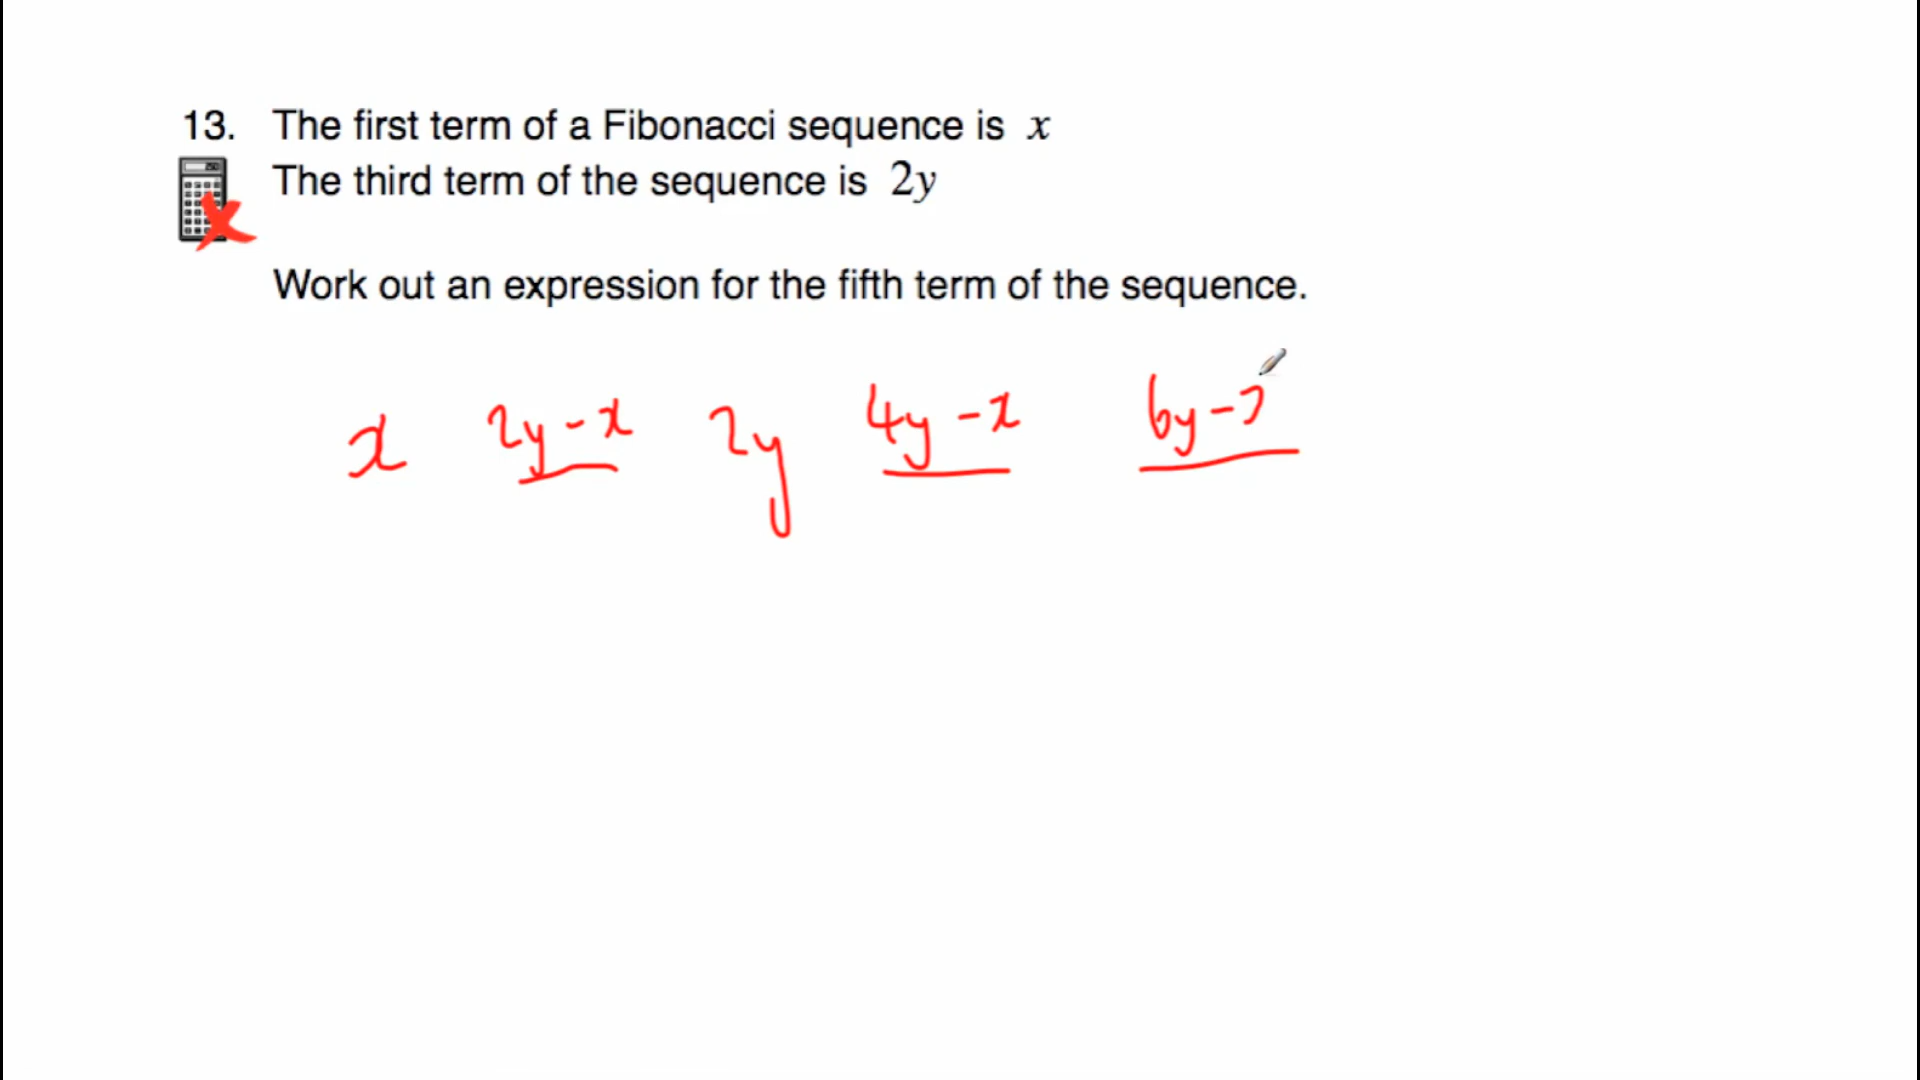 13. The first term of a Fibonacci sequence is x
The third term of the sequence is 2y
Work out an expression for the fifth term of the sequence.
x 2y-x 2y 4y-x 6y-